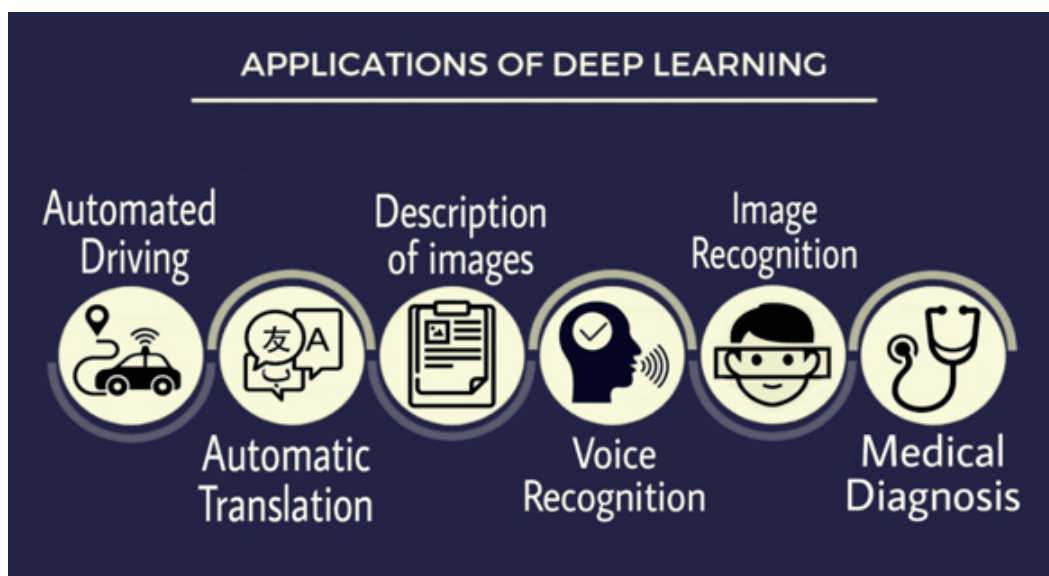 APPLICATIONS OF DEEP LEARNING
Automated
Driving
友 A
Automatic
Translation
Description
of images
Voice
Recognition
Image
Recognition
Medical
Diagnosis